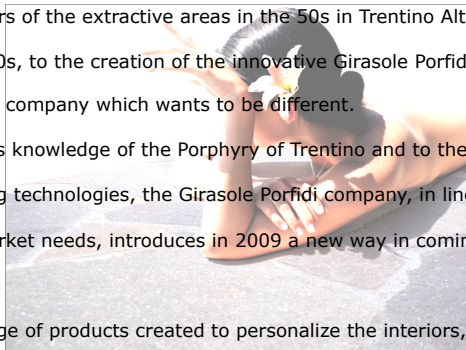 rs of the extractive areas in the 50s in Trentino Alt
0s, to the creation of the innovative Girasole Porfid
company which wants to be different.
s knowledge of the Porphyry of Trentino and to the
g technologies, the Girasole Porfidi company, in line
rket needs, introduces in 2009 a new way in comin
ge of products created to personalize the interiors,